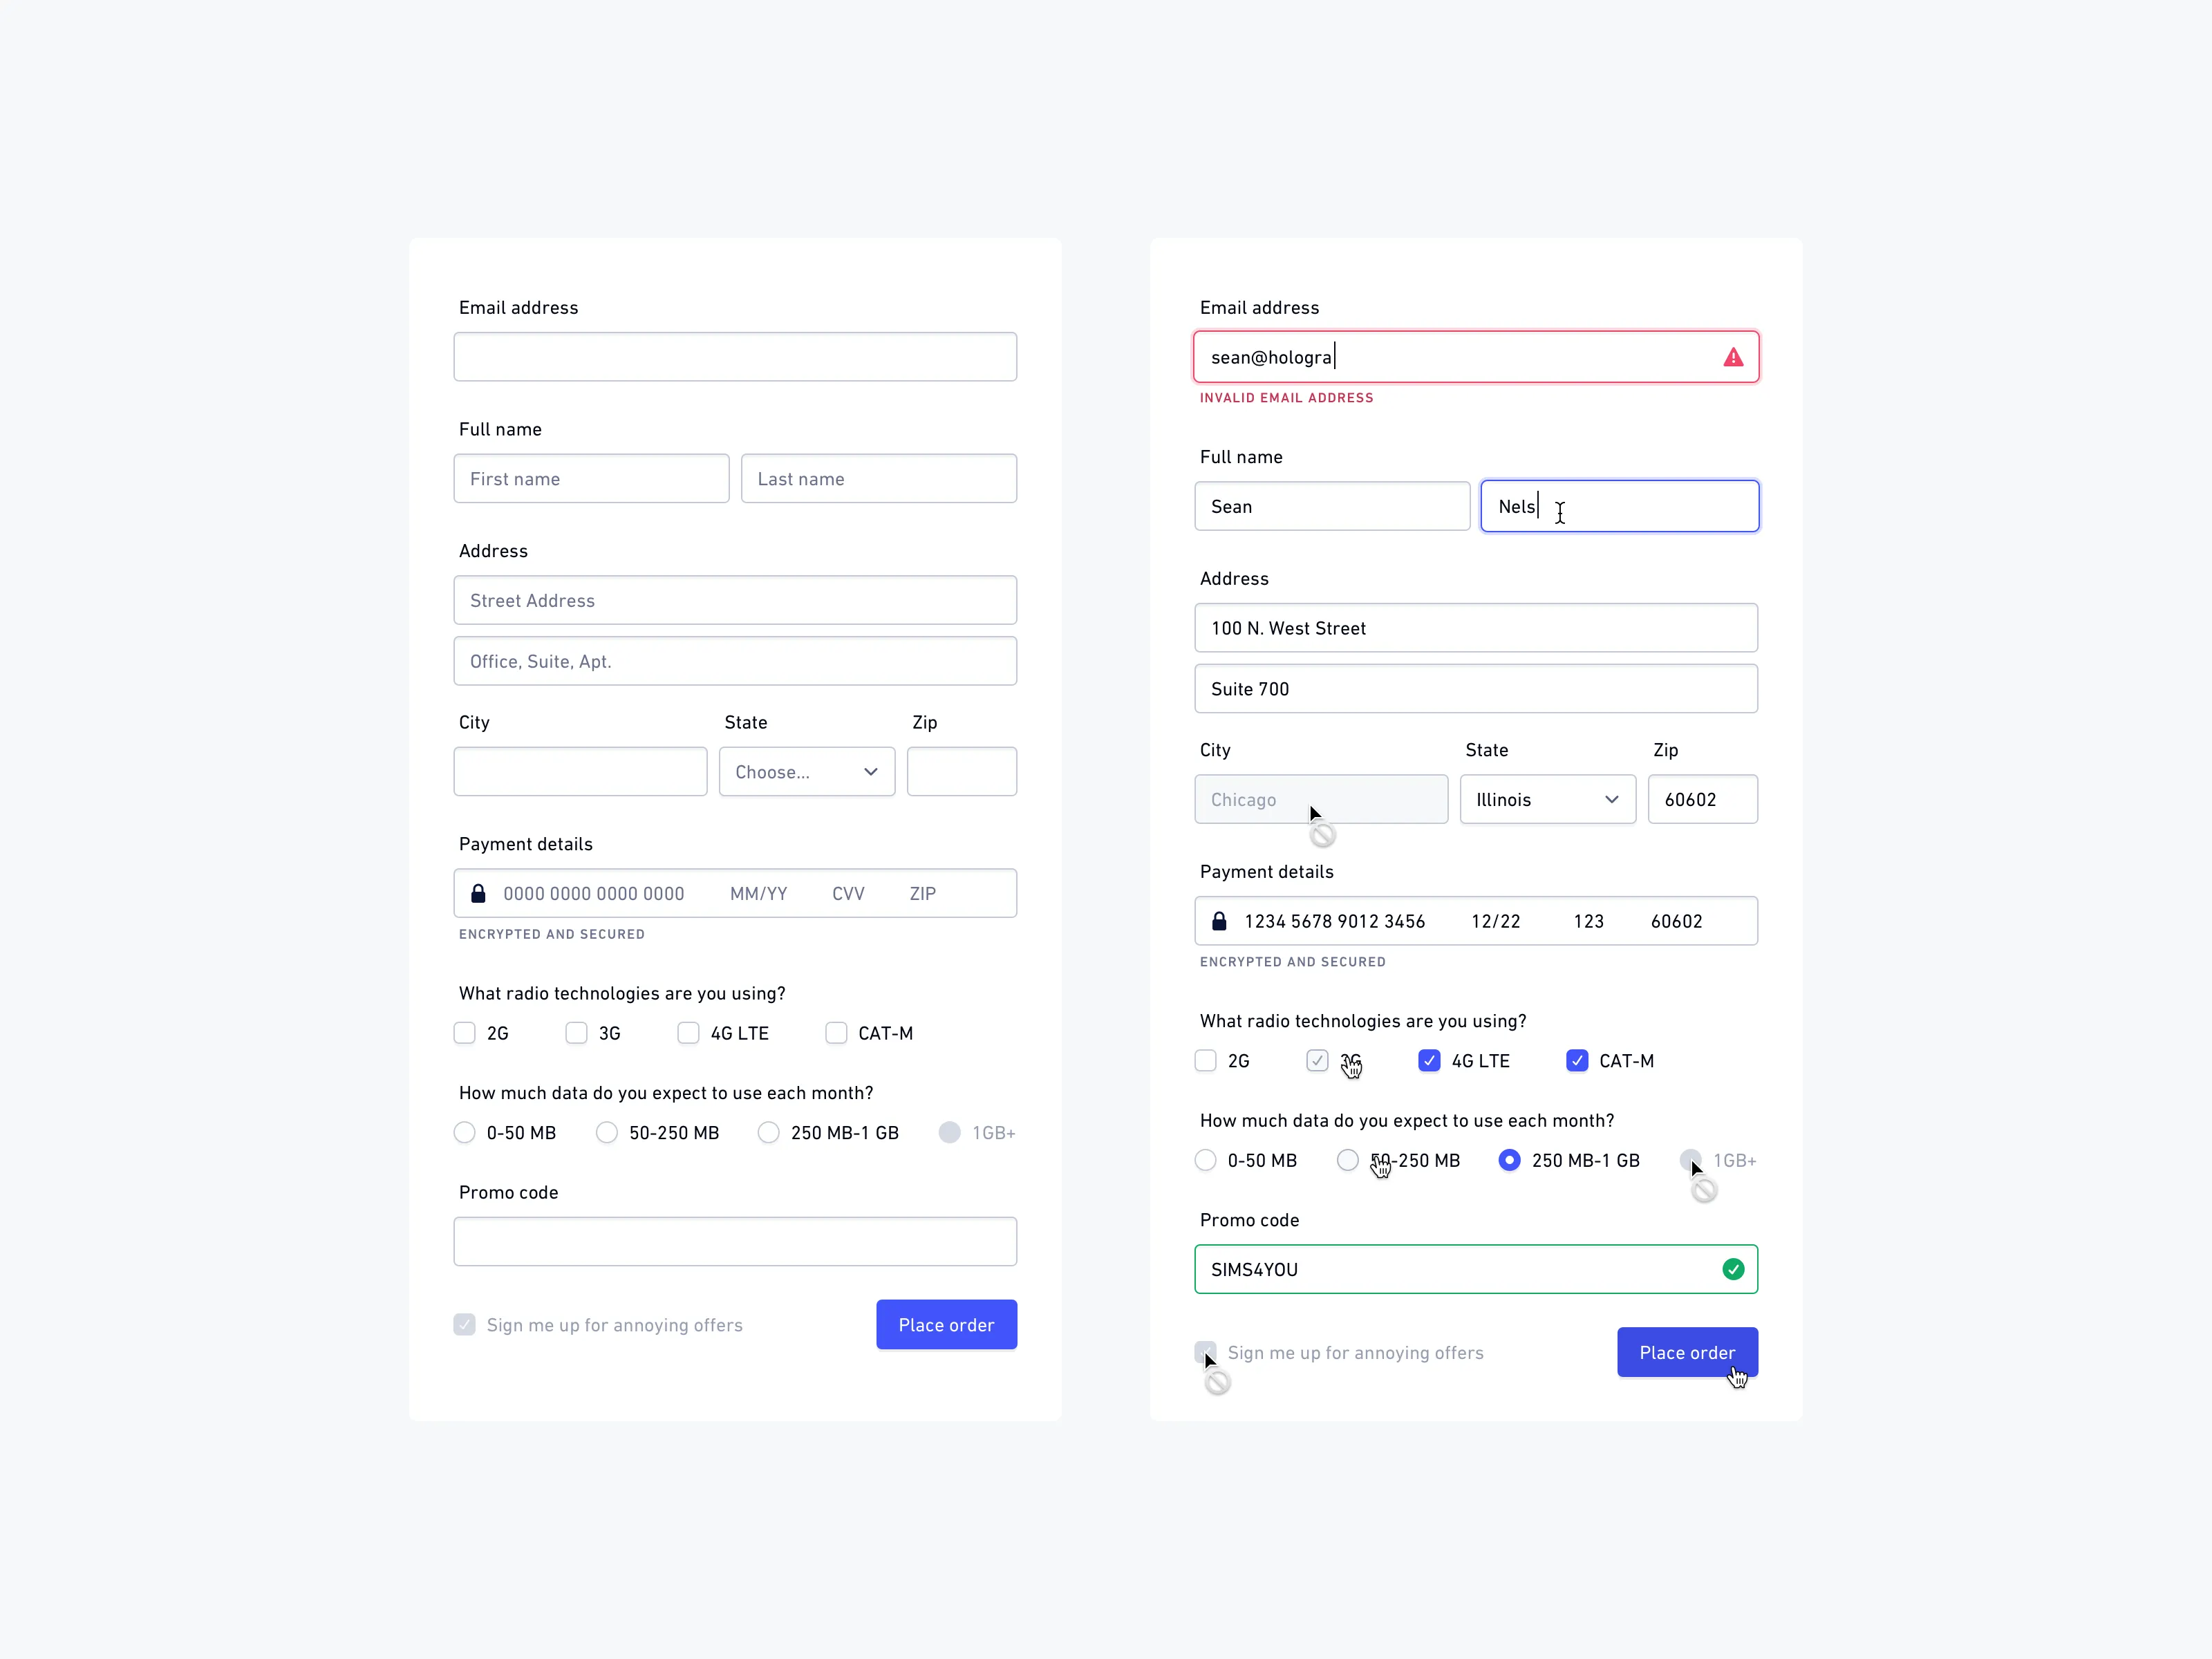 Email address
Full name
First name Last name
Address
Street Address
Office, Suite, Apt.
City State Zip
Choose...
Payment details
0000 0000 0000 0000 MM/YY CVV ZIP
ENCRYPTED AND SECURED
What radio technologies are you using?
2G 3G 4G LTE CAT-M
How much data do you expect to use each month?
0-50 MB 50-250 MB 250 MB-1 GB 1GB+
Promo code
Sign me up for annoying offers Place order
Email address
sean@hologra
INVALID EMAIL ADDRESS
Full name
Sean Nels
Address
100 N. West Street
Suite 700
City State Zip
Chicago Illinois 60602
Payment details
1234 5678 9012 3456 12/22 123 60602
ENCRYPTED AND SECURED
What radio technologies are you using?
2G 3G 4G LTE CAT-M
How much data do you expect to use each month?
0-50 MB 50-250 MB 250 MB-1 GB 1GB+
Promo code
SIMS4YOU
Sign me up for annoying offers Place order